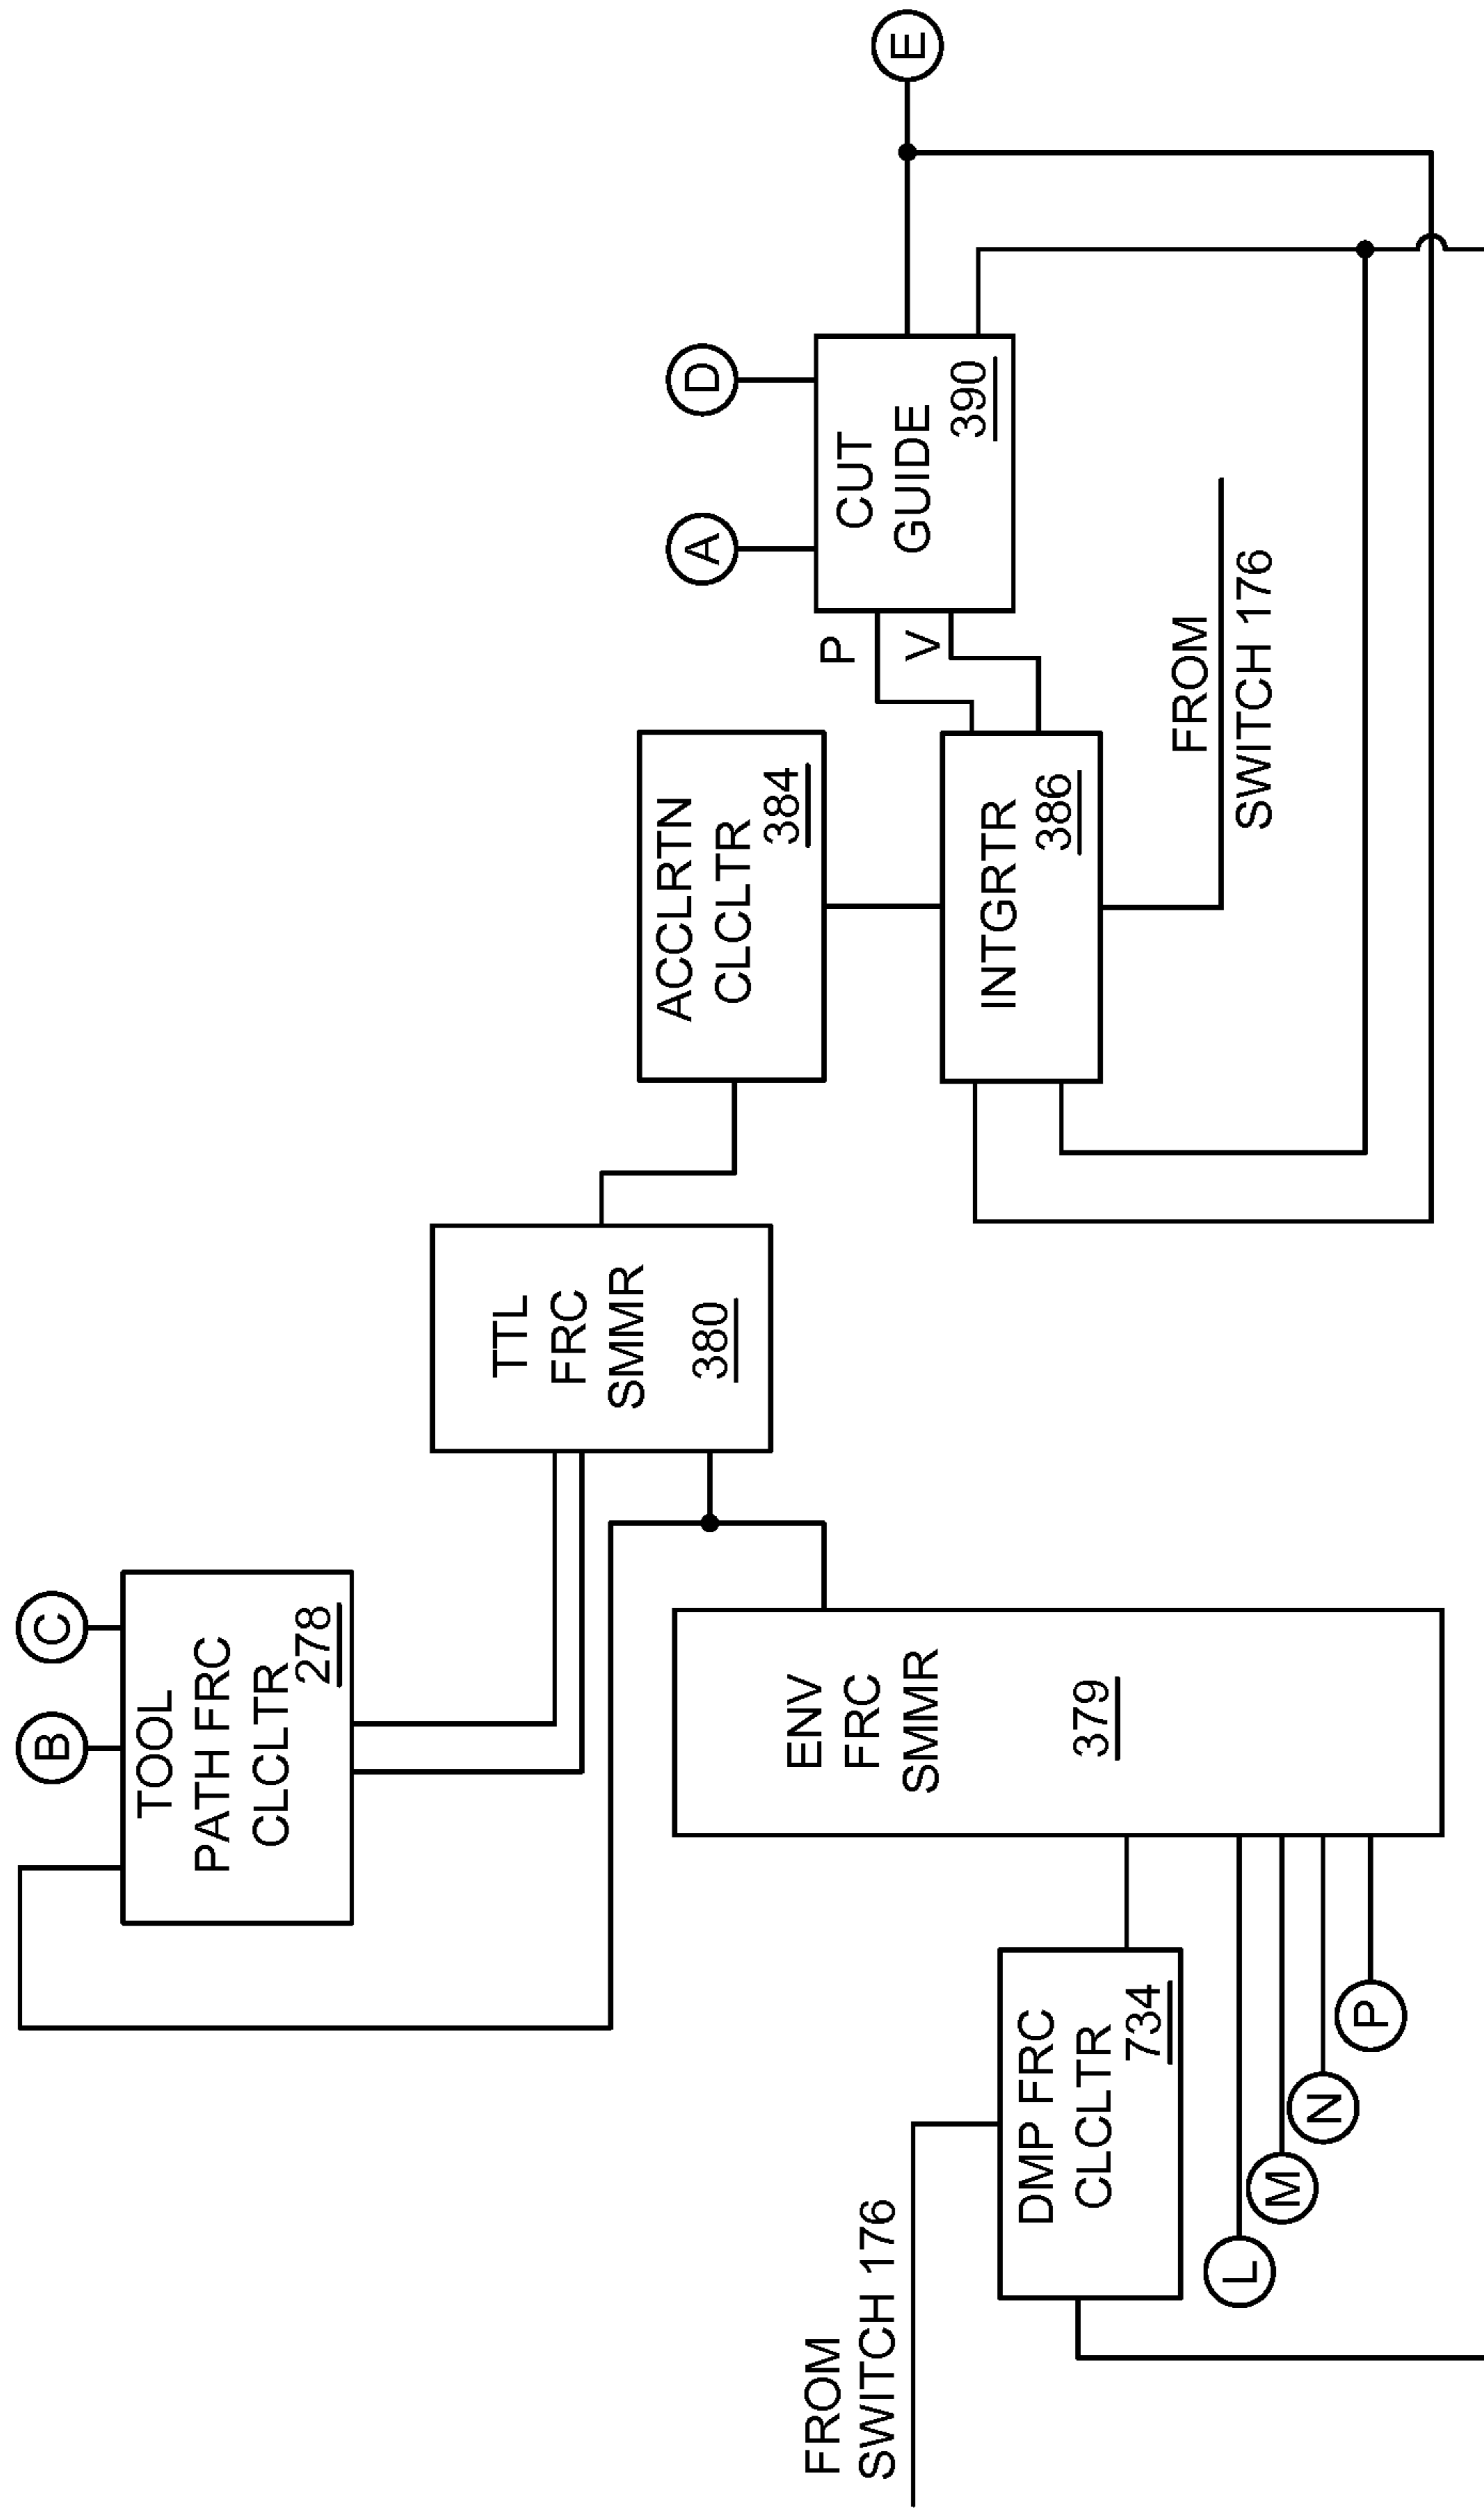 C
B
TOOL
PATH FRC
CLCLTR
278
TTL
FRC
SMMR
380
ENV
FRC
SMMR
379
FROM
SWITCH 176
DMP FRC
CLCLTR
734
L
M
N
P
ACCLRTN
CLCLTR
384
INTGRTR
386
FROM
SWITCH 176
P
V
A
D
CUT
GUIDE
390
E